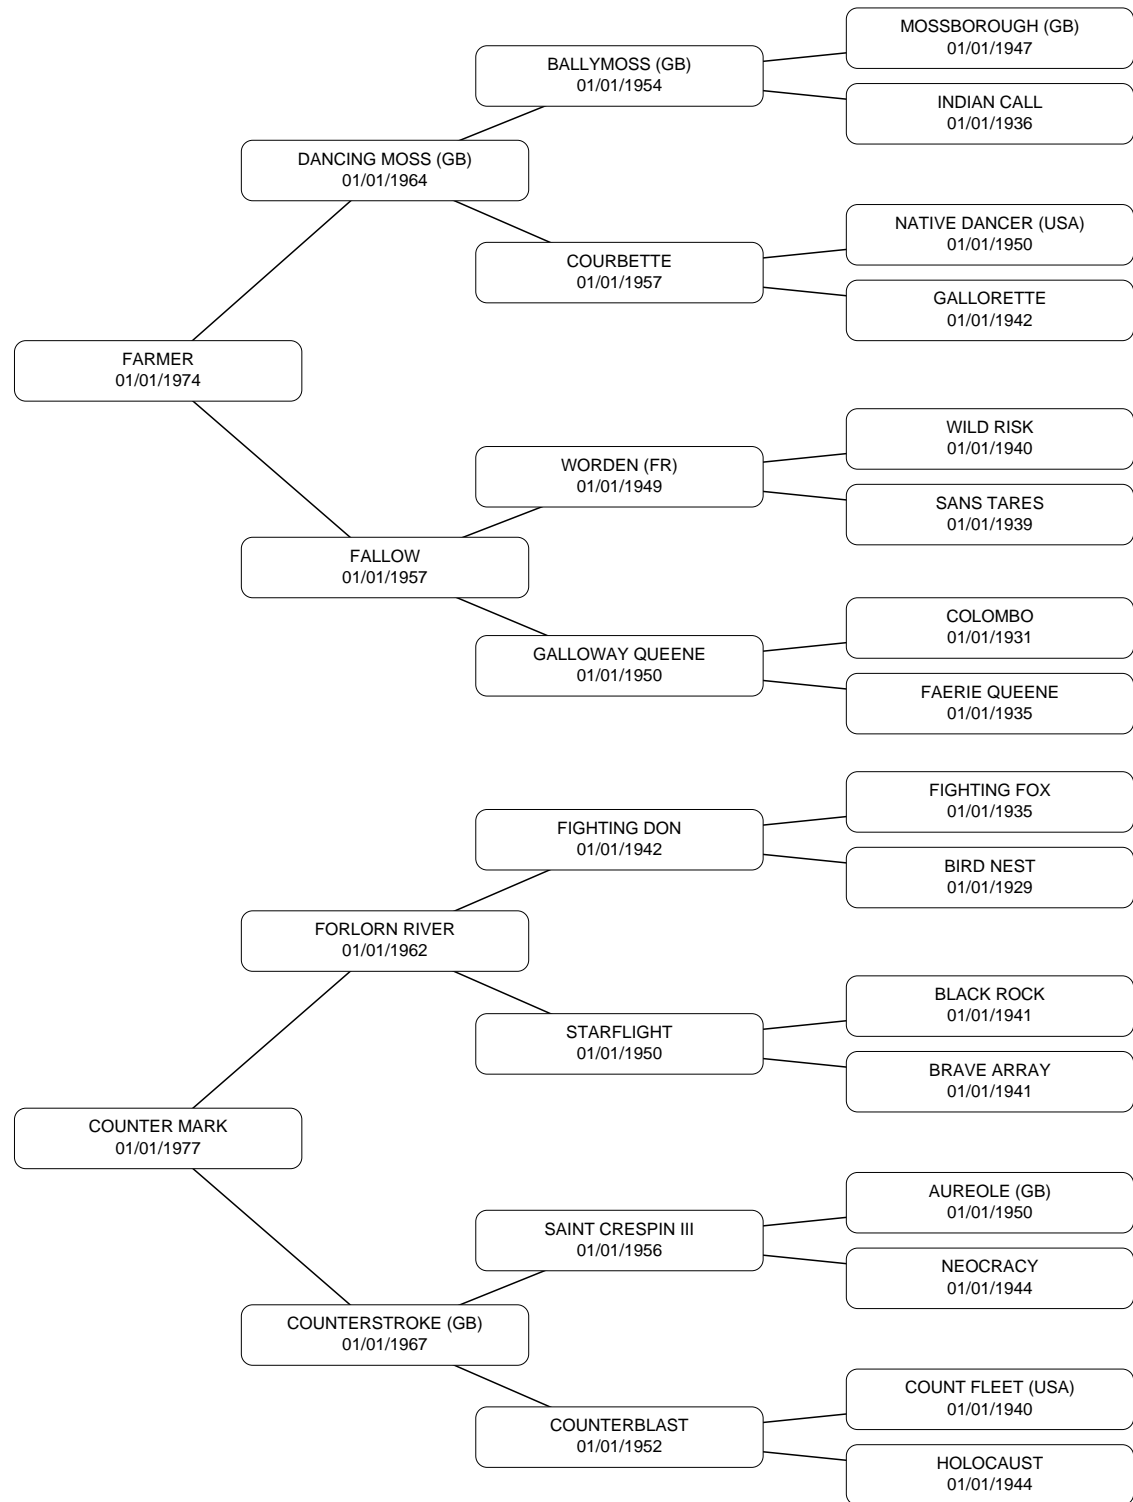 MOSSBOROUGH (GB)
01/01/1947
BALLYMOSS (GB)
01/01/1954
INDIAN CALL
01/01/1936
DANCING MOSS (GB)
01/01/1964
NATIVE DANCER (USA)
01/01/1950
COURBETTE
01/01/1957
GALLORETTE
01/01/1942
FARMER
01/01/1974
WILD RISK
01/01/1940
WORDEN (FR)
01/01/1949
SANS TARES
01/01/1939
FALLOW
01/01/1957
COLOMBO
01/01/1931
GALLOWAY QUEENE
01/01/1950
FAERIE QUEENE
01/01/1935
FIGHTING FOX
01/01/1935
FIGHTING DON
01/01/1942
BIRD NEST
01/01/1929
FORLORN RIVER
01/01/1962
BLACK ROCK
01/01/1941
STARFLIGHT
01/01/1950
BRAVE ARRAY
01/01/1941
COUNTER MARK
01/01/1977
AUREOLE (GB)
01/01/1950
SAINT CRESPIN III
01/01/1956
NEOCRACY
01/01/1944
COUNTERSTROKE (GB)
01/01/1967
COUNT FLEET (USA)
01/01/1940
COUNTERBLAST
01/01/1952
HOLOCAUST
01/01/1944